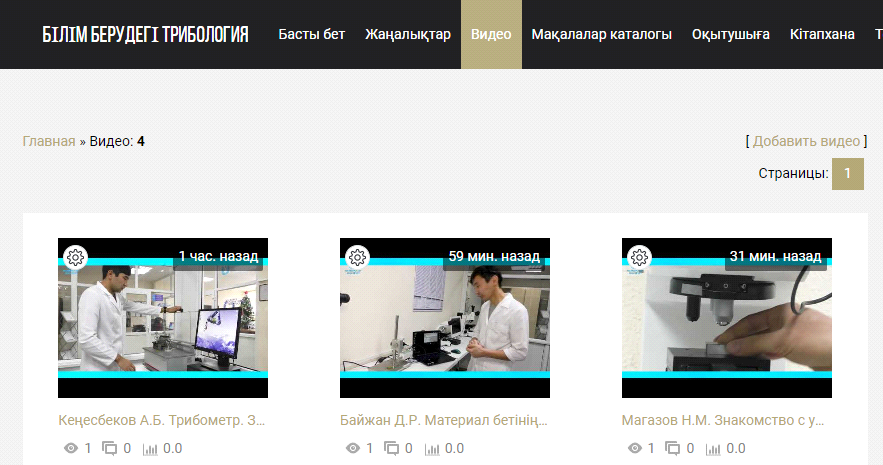 БІЛІМ БЕРУДЕГІ ТРИБОЛОГИЯ Басты бет Жаңалықтар Видео Мақалалар каталогы Оқытушыға Кітапхана Т
Главная » Видео: 4 [ Добавить видео ]
Страницы: 1
1 час. назад 59 мин. назад 31 мин. назад
Кеңесбеков А.Б. Трибометр. З... Байжан Д.Р. Материал бетінің... Магазов Н.М. Знакомство с у...
1 0 0.0 1 0 0.0 1 0 0.0